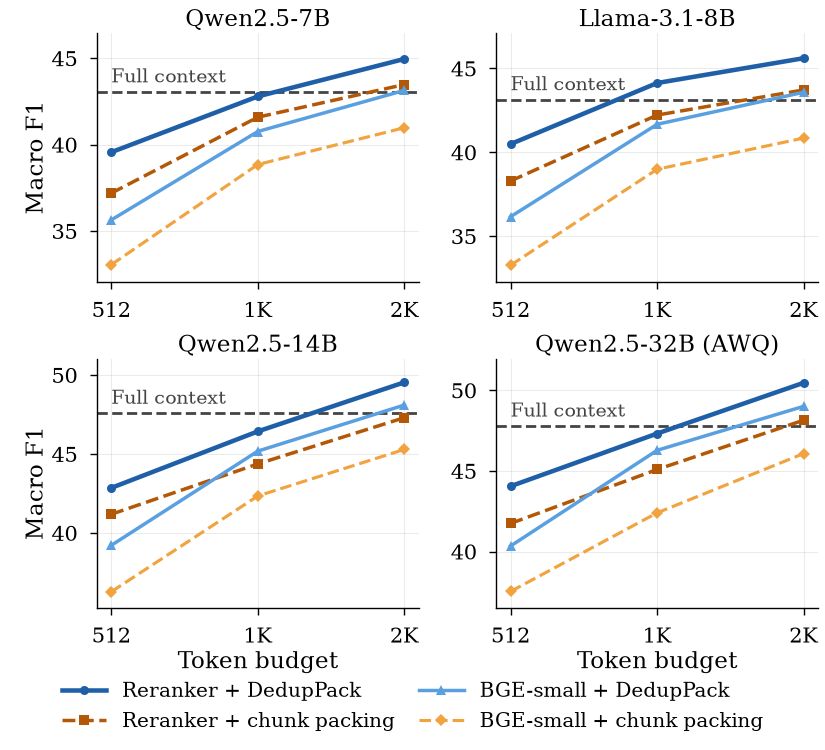 Qwen2.5-7B
Llama-3.1-8B
Macro F1
45
40
35
Full context
512
1K
2K
45
40
35
Full context
512
1K
2K
Qwen2.5-14B
Qwen2.5-32B (AWQ)
Macro F1
50
45
40
Full context
512
1K
2K
Token budget
50
45
40
Full context
512
1K
2K
Token budget
Reranker + DedupPack
BGE-small + DedupPack
Reranker + chunk packing
BGE-small + chunk packing